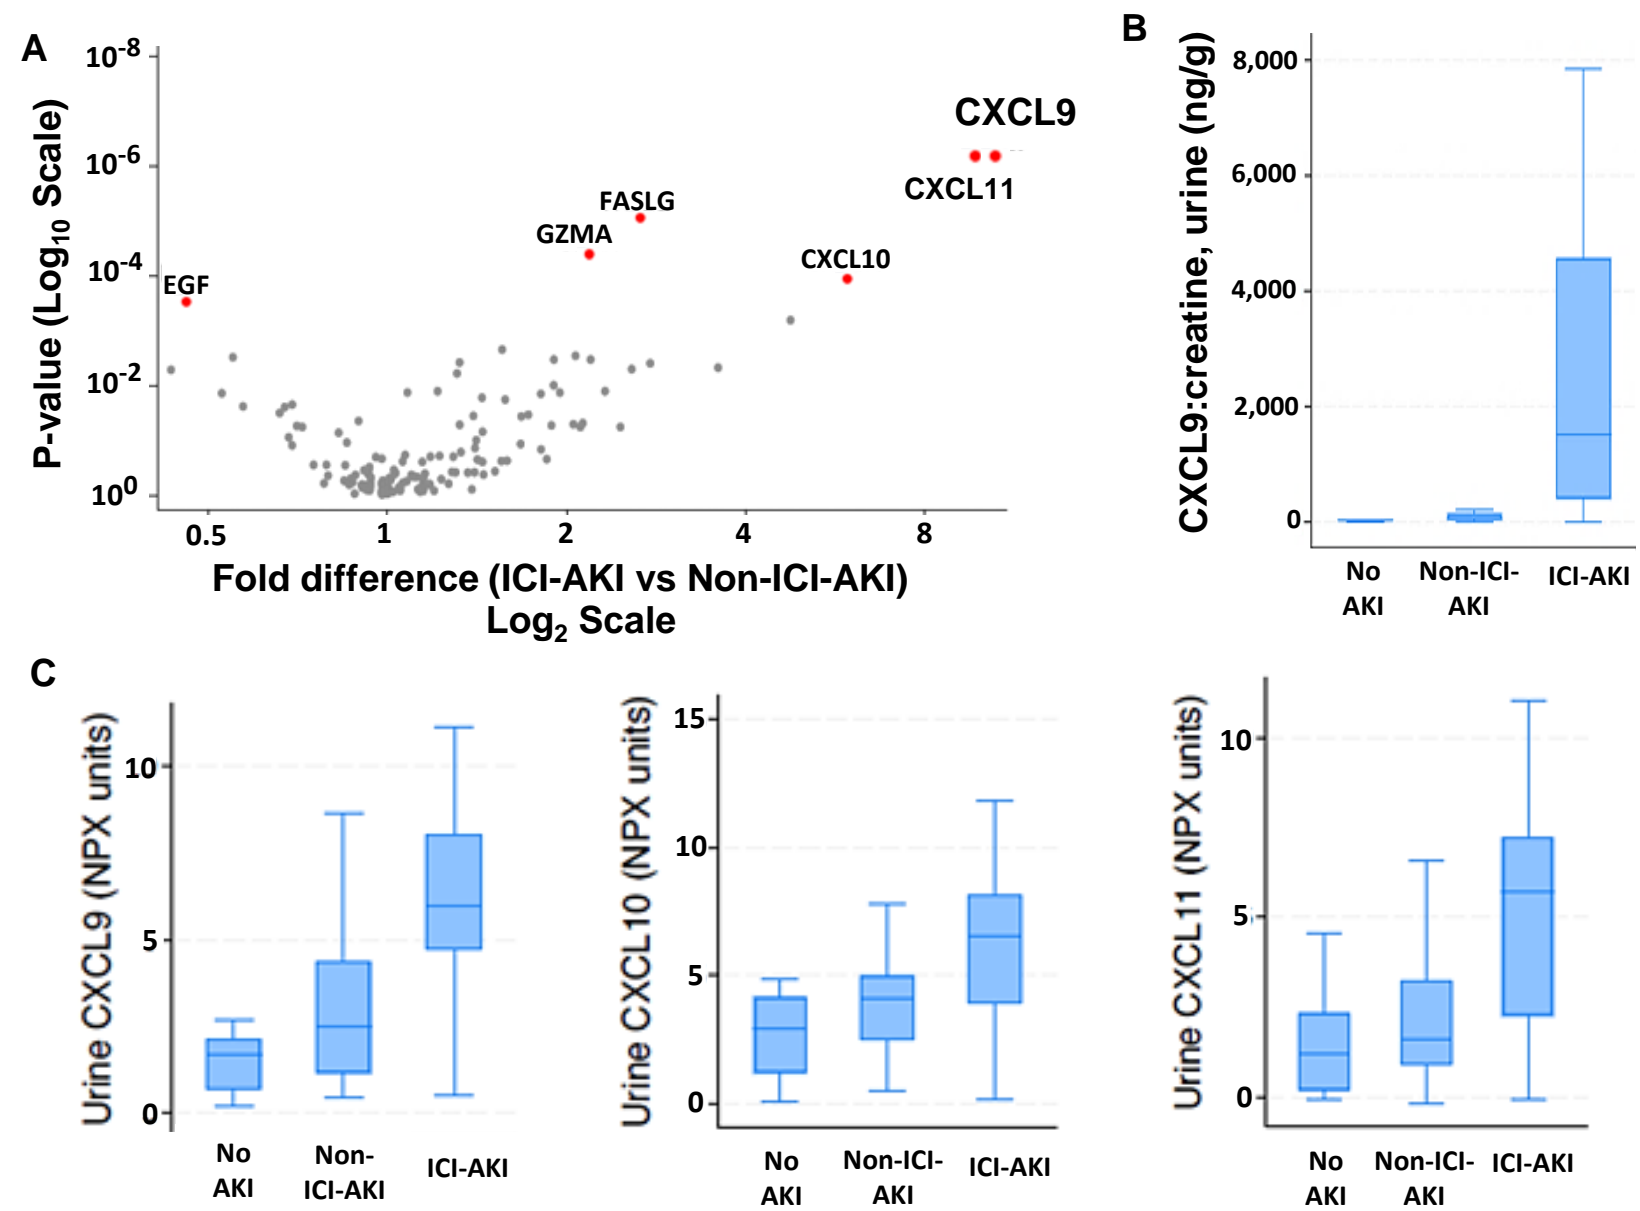 A
P-value (Log10 Scale)
10-8
10-6
10-4
10-2
100
CXCL9
CXCL11
FASLG
GZMA
CXCL10
EGF
0.5
1
2
4
8
Fold difference (ICI-AKI vs Non-ICI-AKI)
Log2 Scale
B
CXCL9:creatine, urine (ng/g)
8,000
6,000
4,000
2,000
0
No
AKI
Non-ICI-
AKI
ICI-AKI
C
Urine CXCL9 (NPX units)
10
5
0
No
AKI
Non-
ICI-AKI
ICI-AKI
Urine CXCL10 (NPX units)
15
10
5
0
No
AKI
Non-ICI-
AKI
ICI-AKI
Urine CXCL11 (NPX units)
10
5
0
No
AKI
Non-ICI-
AKI
ICI-AKI